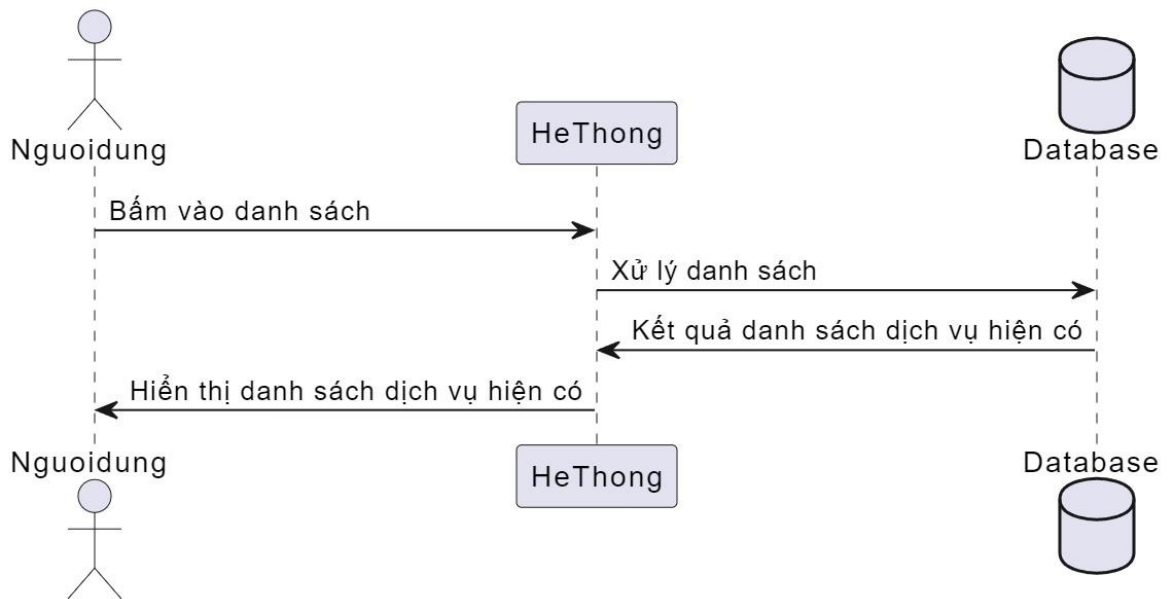 Nguoidung
HeThong
Database
Bấm vào danh sách
Xử lý danh sách
Kết quả danh sách dịch vụ hiện có
Hiển thị danh sách dịch vụ hiện có
Nguoidung
HeThong
Database